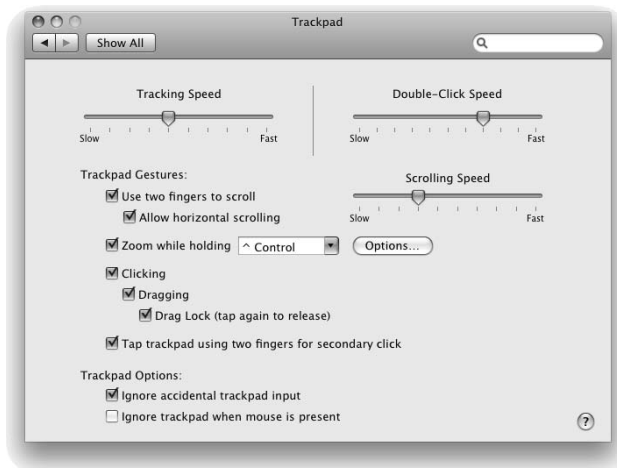 Trackpad
Show All
Tracking Speed
Double-Click Speed
Slow Fast
Slow Fast
Trackpad Gestures:
Scrolling Speed
Use two fingers to scroll
Allow horizontal scrolling
Slow Fast
Zoom while holding ^ Control Options...
Clicking
Dragging
Drag Lock (tap again to release)
Tap trackpad using two fingers for secondary click
Trackpad Options:
Ignore accidental trackpad input
Ignore trackpad when mouse is present
?